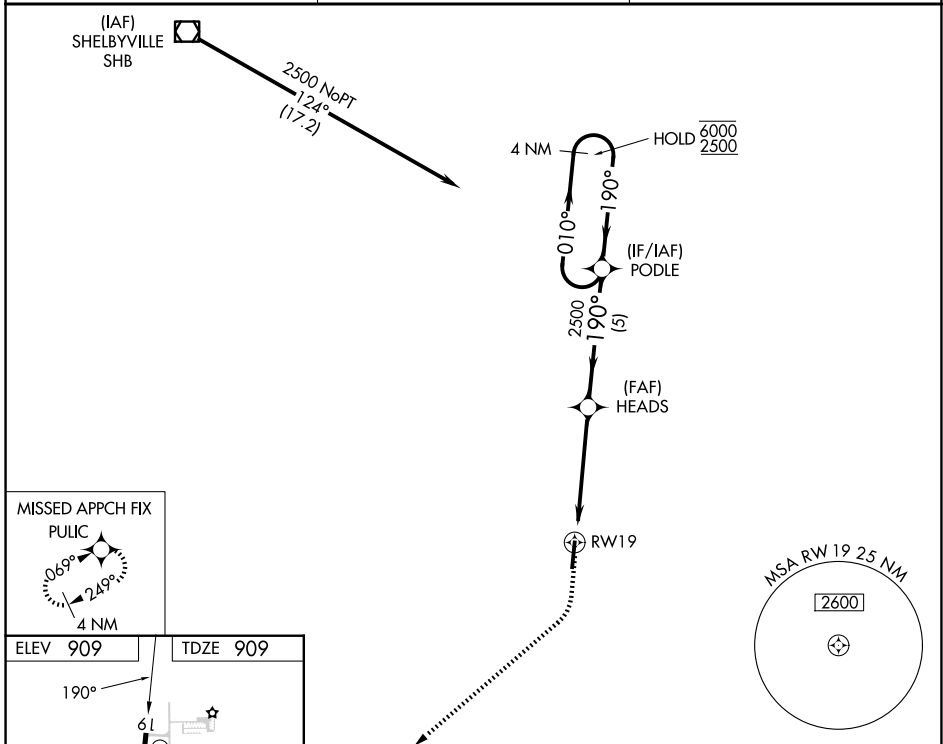 (IAF)
SHELBYVILLE
SHB
2500 NoPT
124°
(17.2)
4 NM
HOLD 6000
2500
190°
010°
(IF/IAF)
PODLE
2500
190°
(5)
(FAF)
HEADS
RW19
MISSED APPCH FIX
PULIC
069°
249°
4 NM
MSA RW 19 25 NM
2600
ELEV 909
TDZE 909
190°
19